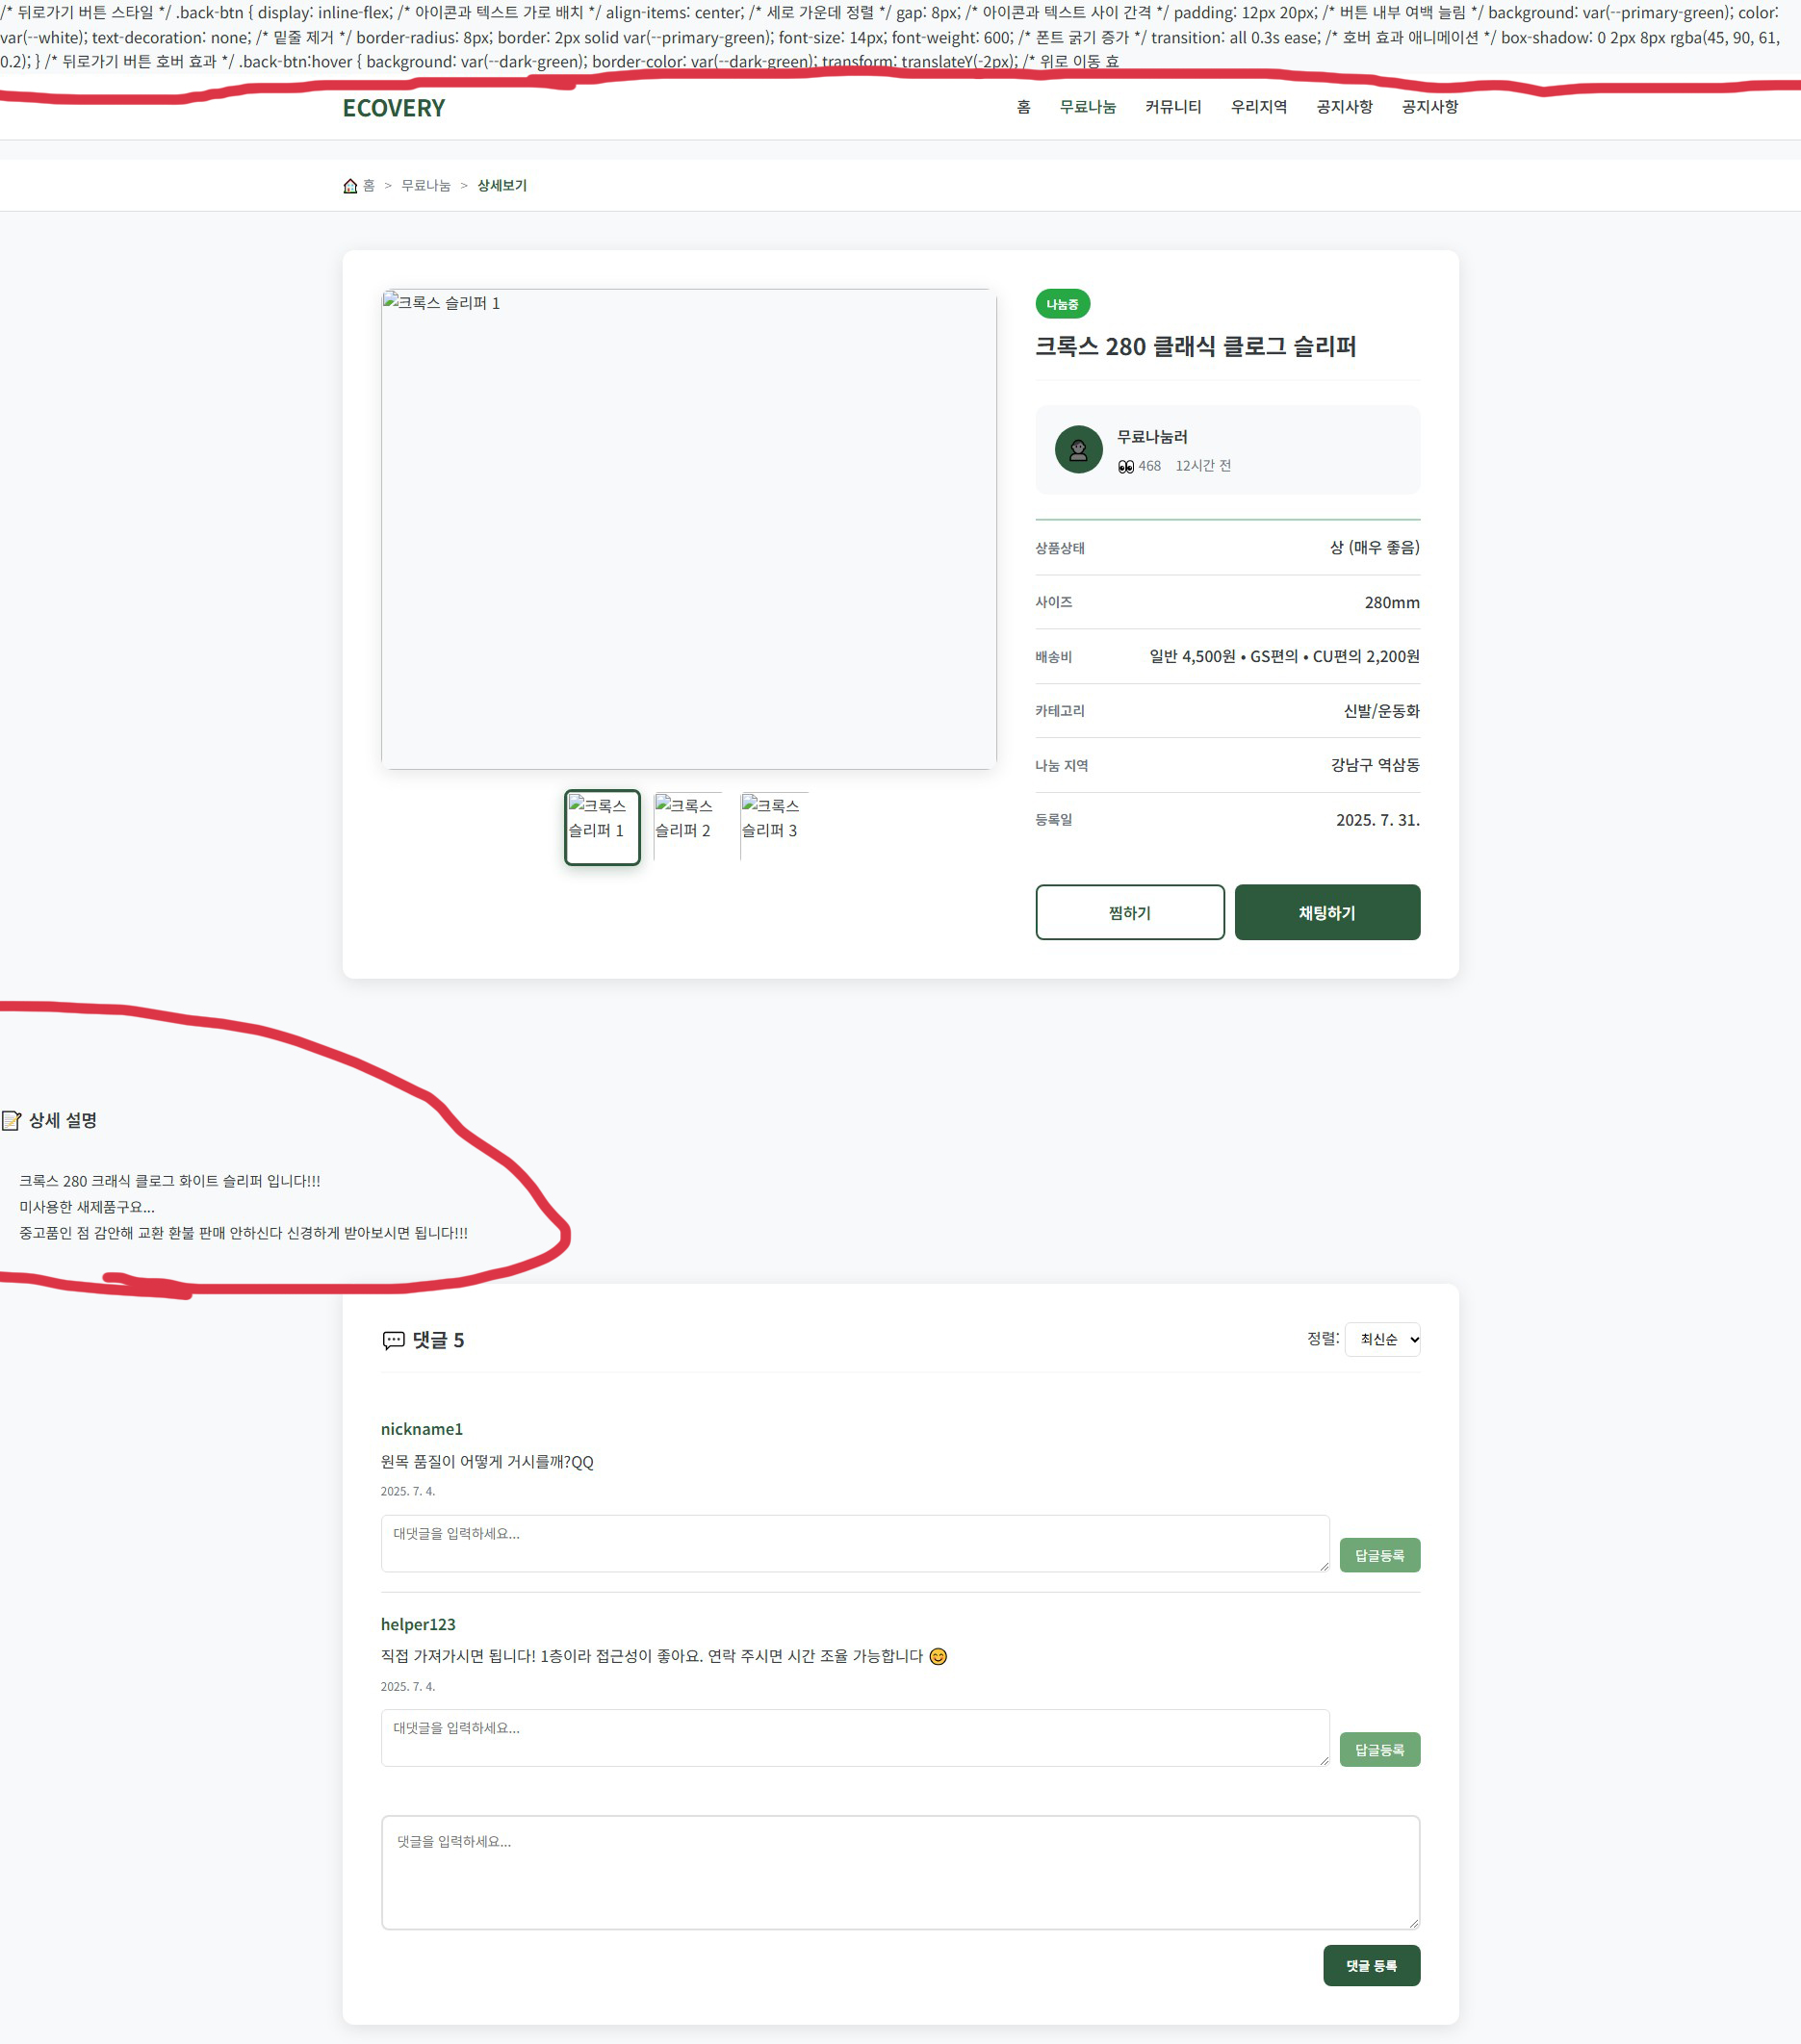 /* 뒤로가기 버튼 스타일 */ .back-btn { display: inline-flex; /* 아이콘과 텍스트 가로 배치 */ align-items: center; /* 세로 가운데 정렬 */ gap: 8px; /* 아이콘과 텍스트 사이 간격 */ padding: 12px 20px; /* 버튼 내부 여백 늘림 */ background: var(--primary-green); color:
var(--white); text-decoration: none; /* 밑줄 제거 */ border-radius: 8px; border: 2px solid var(--primary-green); font-size: 14px; font-weight: 600; /* 폰트 굵기 증가 */ transition: all 0.3s ease; /* 호버 효과 애니메이션 */ box-shadow: 0 2px 8px rgba(45, 90, 61,
0.2); } /* 뒤로가기 버튼 호버 효과 */ .back-btn:hover { background: var(--dark-green); border-color: var(--dark-green); transform: translateY(-2px); /* 위로 이동 효
ECOVERY
홈 무료나눔 커뮤니티 우리지역 공지사항 공지사항
홈 > 무료나눔 > 상세보기
크록스 슬리퍼 1
나눔중
크록스 280 클래식 클로그 슬리퍼
무료나눔러
468 12시간 전
상품상태 상 (매우 좋음)
사이즈 280mm
배송비 일반 4,500원 • GS편의 • CU편의 2,200원
카테고리 신발/운동화
나눔 지역 강남구 역삼동
등록일 2025. 7. 31.
크록스 슬리퍼 1
크록스 슬리퍼 2
크록스 슬리퍼 3
찜하기 채팅하기
📝 상세 설명
크록스 280 크래식 클로그 화이트 슬리퍼 입니다!!!
미사용한 새제품구요...
중고품인 점 감안해 교환 환불 판매 안하신다 신경하게 받아보시면 됩니다!!!
💬 댓글 5
정렬: 최신순
nickname1
원목 품질이 어떻게 거시를깨?QQ
2025. 7. 4.
대댓글을 입력하세요...
답글등록
helper123
직접 가져가시면 됩니다! 1층이라 접근성이 좋아요. 연락 주시면 시간 조율 가능합니다 😊
2025. 7. 4.
대댓글을 입력하세요...
답글등록
댓글을 입력하세요...
댓글 등록